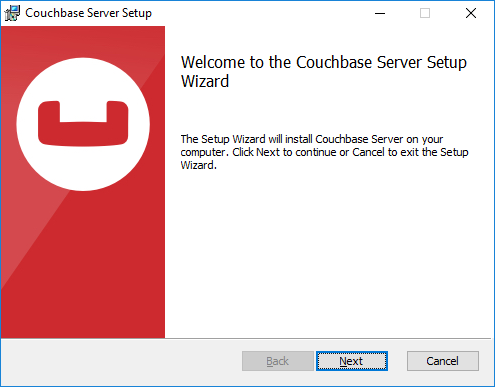 Couchbase Server Setup
Welcome to the Couchbase Server Setup
Wizard
The Setup Wizard will install Couchbase Server on your
computer. Click Next to continue or Cancel to exit the Setup
Wizard.
Back Next Cancel